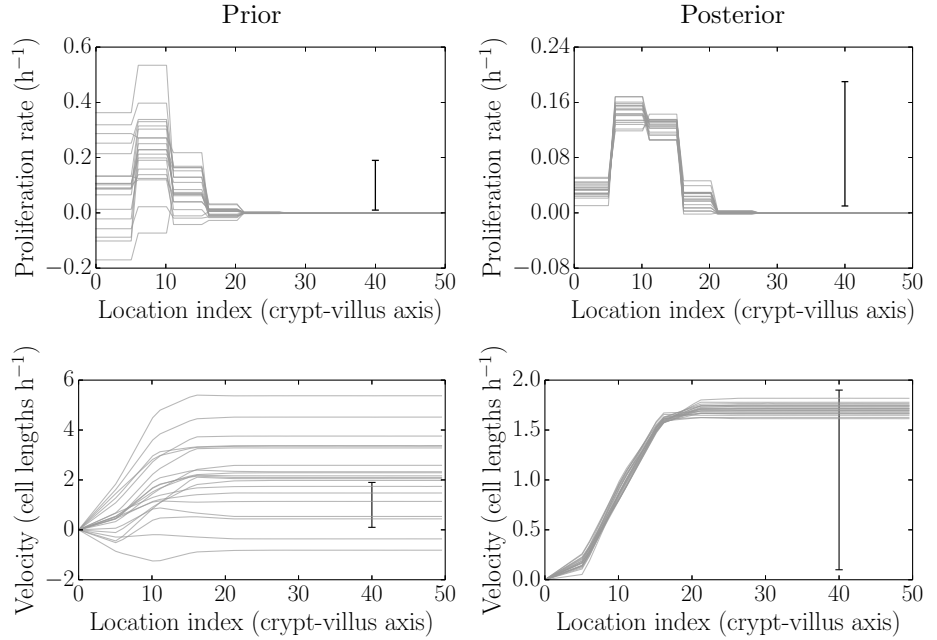 Prior
Posterior
Proliferation rate (h⁻¹)
0.6
0.4
0.2
0.0
−0.2
0 10 20 30 40 50
Location index (crypt-villus axis)
Proliferation rate (h⁻¹)
0.24
0.16
0.08
0.00
−0.08
0 10 20 30 40 50
Location index (crypt-villus axis)
Velocity (cell lengths h⁻¹)
6
4
2
0
−2
0 10 20 30 40 50
Location index (crypt-villus axis)
Velocity (cell lengths h⁻¹)
2.0
1.5
1.0
0.5
0.0
0 10 20 30 40 50
Location index (crypt-villus axis)